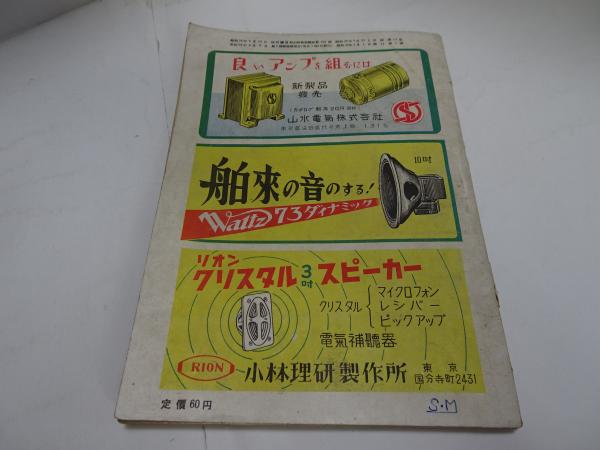 良いアンプを組むには
新製品
發売
山水電氣株式会社
舶來の音のする!
10吋
Waltz 73ダイナミック
リオン
クリスタル3吋スピーカー
クリスタル
マイクロフォン
レシバー
ピックアップ
電氣補聽器
RION
小林理研製作所
東京
国分寺町2431
定價60円
S・M